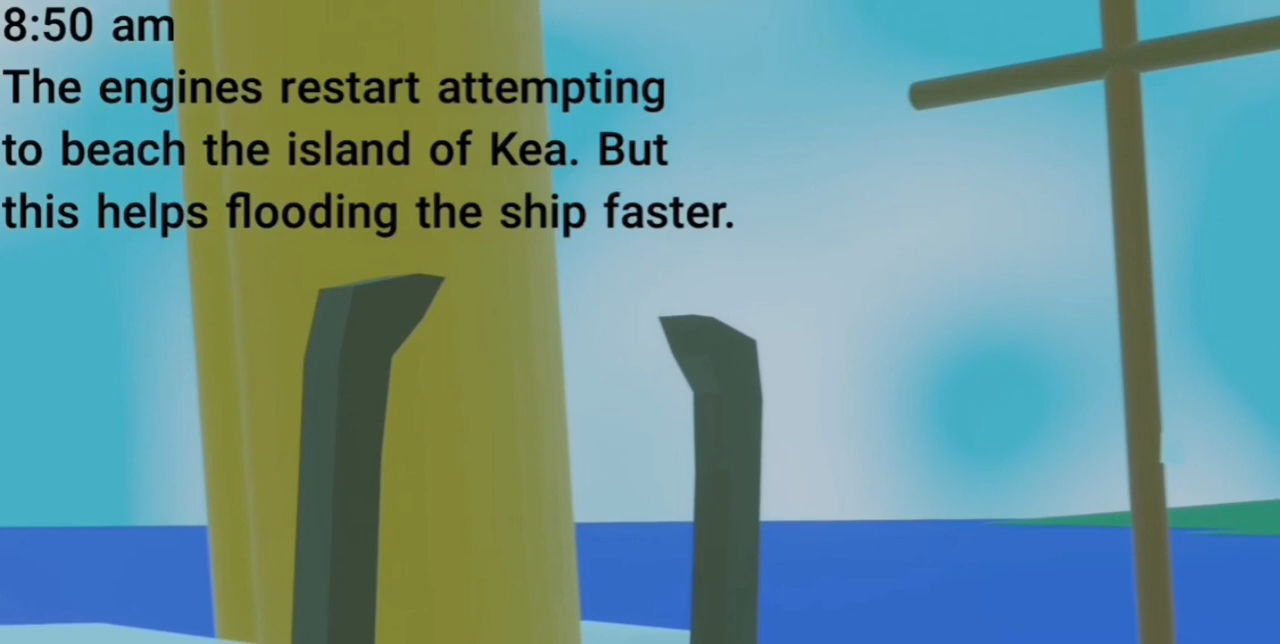 8:50 am
The engines restart attempting
to beach the island of Kea. But
this helps flooding the ship faster.